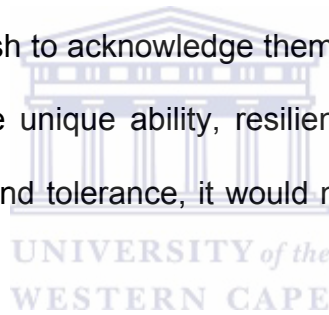 sh to acknowledge them
e unique ability, resilien
nd tolerance, it would n
UNIVERSITY of the
WESTERN CAPE